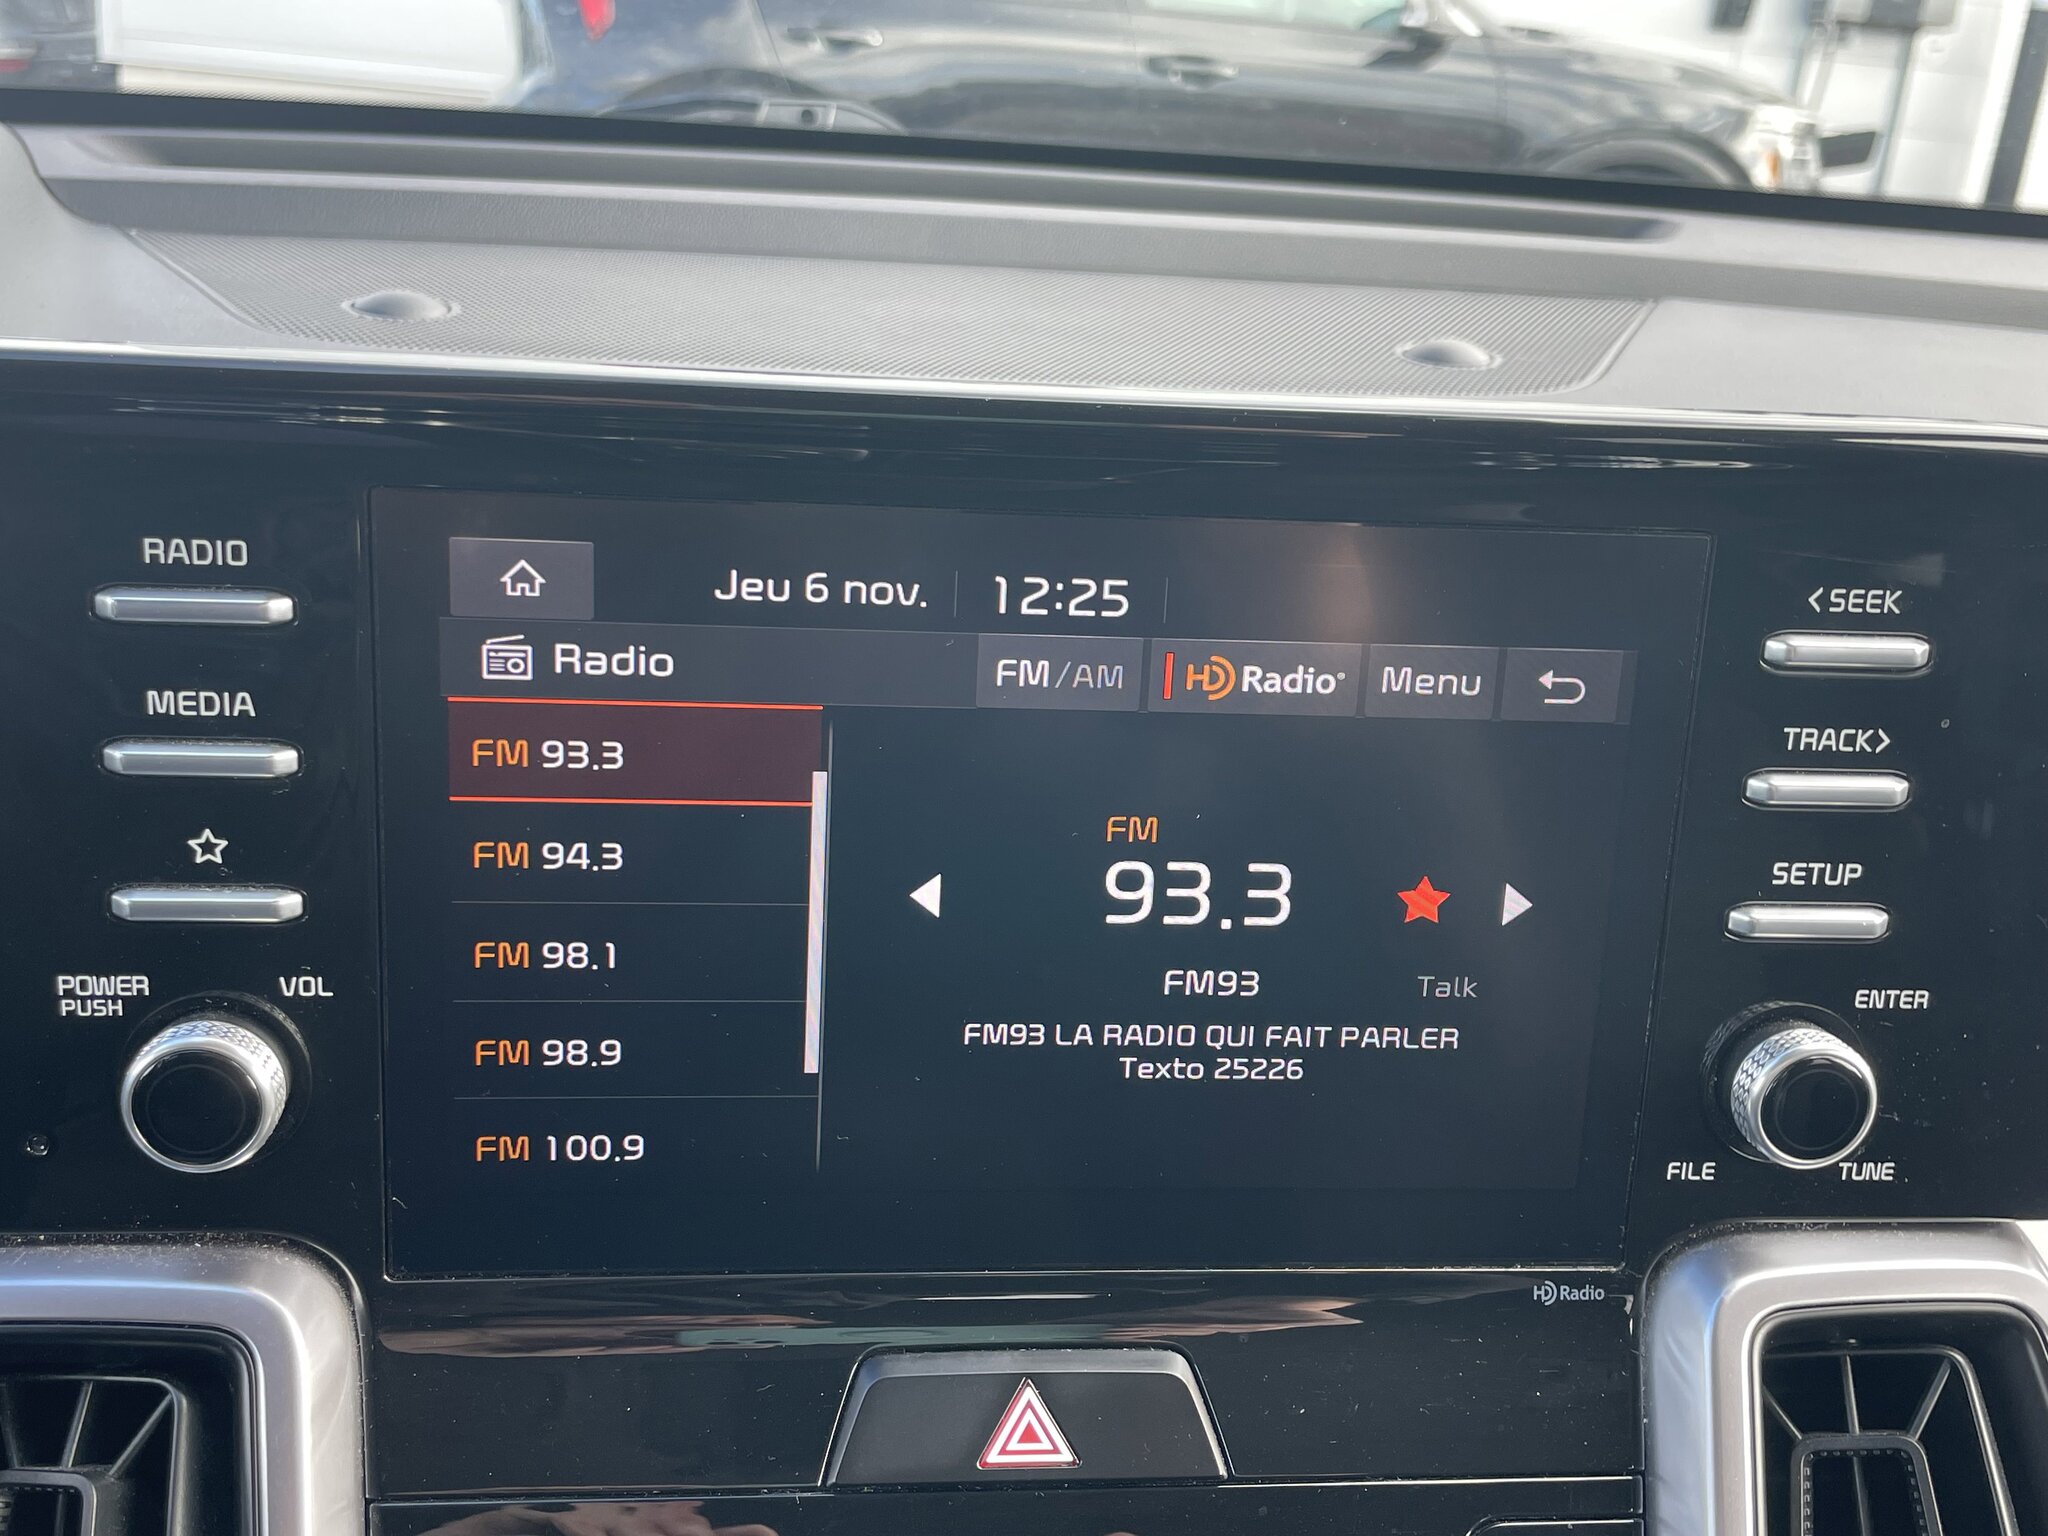 RADIO
MEDIA
POWER
PUSH
VOL
Jeu 6 nov.
12:25
Radio
FM/AM
HD Radio
Menu
FM 93.3
FM 94.3
FM 98.1
FM 98.9
FM 100.9
FM
93.3
FM93
Talk
FM93 LA RADIO QUI FAIT PARLER
Texto 25226
<SEEK
TRACK>
SETUP
ENTER
FILE
TUNE
HD Radio